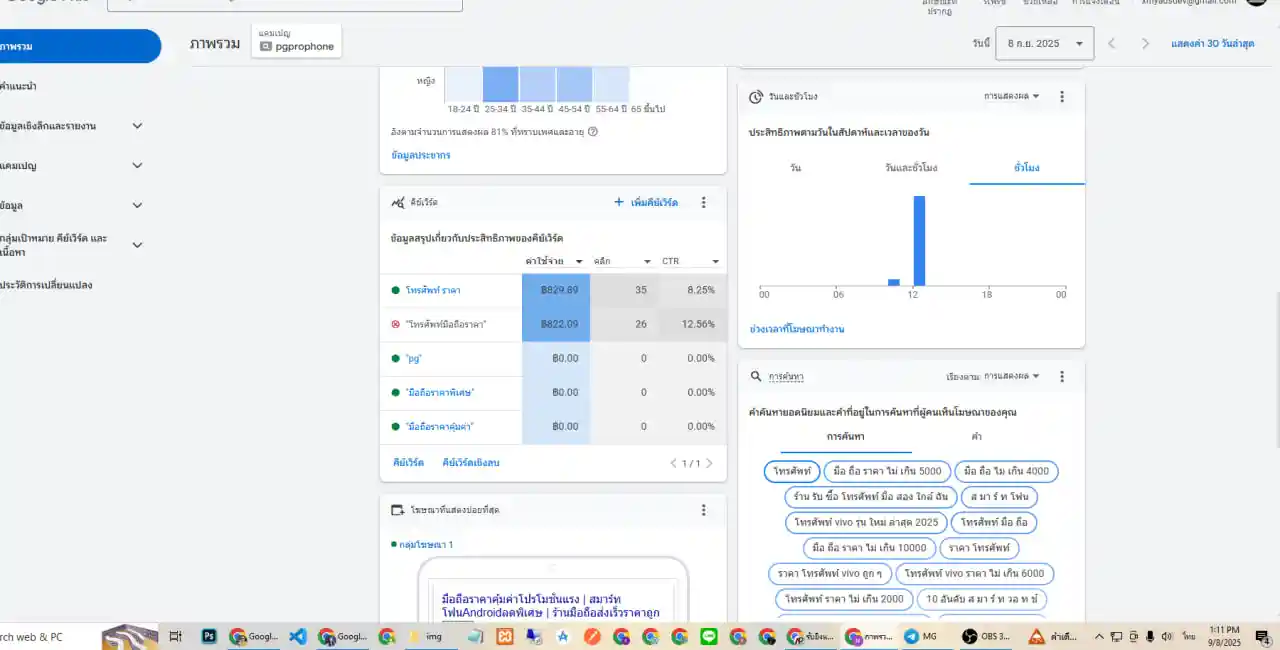 วันนี้ 8 ก.ย. 2025
แสดงค่า 30 วันล่าสุด
แคมเปญ
pgprophone
ภาพรวม
ภาพรวม
คำแนะนำ
ข้อมูลเชิงลึกและรายงาน
แคมเปญ
กลุ่มเป้าหมาย คีย์เวิร์ด และ
เนื้อหา
ประวัติการเปลี่ยนแปลง
หญิง
18-24 ปี 25-34 ปี 35-44 ปี 45-54 ปี 55-64 ปี 65 ขึ้นไป
อิงตามจำนวนการแสดงผล 81% ที่ทราบเพศและอายุ
ข้อมูลประชากร
คีย์เวิร์ด
+ เพิ่มคีย์เวิร์ด
ข้อมูลสรุปเกี่ยวกับประสิทธิภาพของคีย์เวิร์ด
ค่าใช้จ่าย คลิก CTR
โทรศัพท์ ราคา ฿829.89 35 8.25%
"โทรศัพท์มือถือราคา" ฿822.09 26 12.56%
"pg" ฿0.00 0 0.00%
"มือถือราคาพิเศษ" ฿0.00 0 0.00%
"มือถือราคาคุ้มค่า" ฿0.00 0 0.00%
คีย์เวิร์ด คีย์เวิร์ดเชิงลบ
1 / 1
โฆษณาที่แสดงบ่อยที่สุด
กลุ่มโฆษณา 1
มือถือราคาคุ้มค่าโปรโมชั่นแรง | สมาร์ท
โฟนAndroidลดพิเศษ | ร้านมือถือส่งเร็วราคาถูก
วันและชั่วโมง
การแสดงผล
ประสิทธิภาพตามวันในสัปดาห์และเวลาของวัน
วัน วันและชั่วโมง ชั่วโมง
00 06 12 18 00
ช่วงเวลาที่โฆษณาทำงาน
การค้นหา
เรียงตาม: การแสดงผล
คำค้นหายอดนิยมและคำที่อยู่ในการค้นหาที่ผู้คนเห็นโฆษณาของคุณ
การค้นหา คำ
โทรศัพท์ มือ ถือ ราคา ไม่ เกิน 5000 มือ ถือ ไม่ เกิน 4000
ร้าน รับ ซื้อ โทรศัพท์ มือ สอง ใกล้ ฉัน ส มา ร์ ท โฟน
โทรศัพท์ vivo รุ่น ใหม่ ล่าสุด 2025 โทรศัพท์ มือ ถือ
มือ ถือ ราคา ไม่ เกิน 10000 ราคา โทรศัพท์
ราคา โทรศัพท์ vivo ถูก ๆ โทรศัพท์ vivo ราคา ไม่ เกิน 6000
โทรศัพท์ ราคา ไม่ เกิน 2000 10 อันดับ ส มา ร์ ท วอ ท ช์
rch web & PC
Ps
Googl...
Googl...
img
LINE
ภาพรว...
MG
OBS 3...
ไทย
1:11 PM
9/8/2025
4